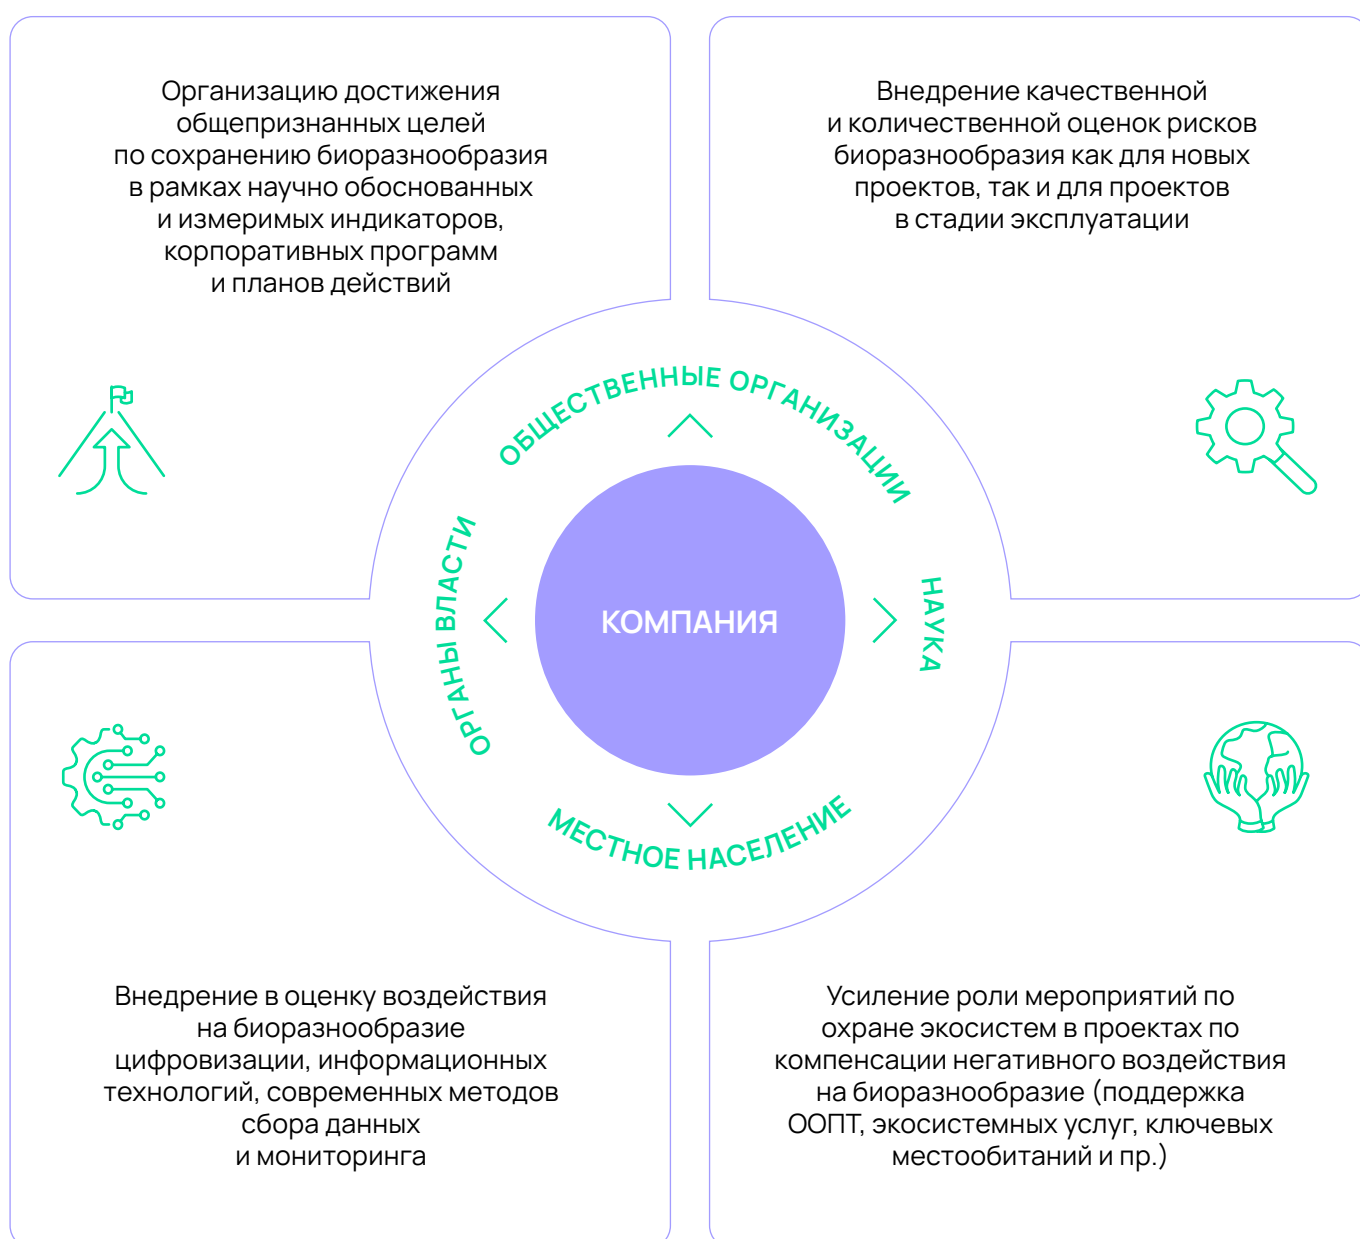 Организацию достижения
общепризнанных целей
по сохранению биоразнообразия
в рамках научно обоснованных
и измеримых индикаторов,
корпоративных программ
и планов действий
Внедрение качественной
и количественной оценок рисков
биоразнообразия как для новых
проектов, так и для проектов
в стадии эксплуатации
ОБЩЕСТВЕННЫЕ ОРГАНИЗАЦИИ
ОРГАНЫ ВЛАСТИ
КОМПАНИЯ
НАУКА
МЕСТНОЕ НАСЕЛЕНИЕ
Внедрение в оценку воздействия
на биоразнообразие
цифровизации, информационных
технологий, современных методов
сбора данных
и мониторинга
Усиление роли мероприятий по
охране экосистем в проектах по
компенсации негативного воздействия
на биоразнообразие (поддержка
ООПТ, экосистемных услуг, ключевых
местообитаний и пр.)